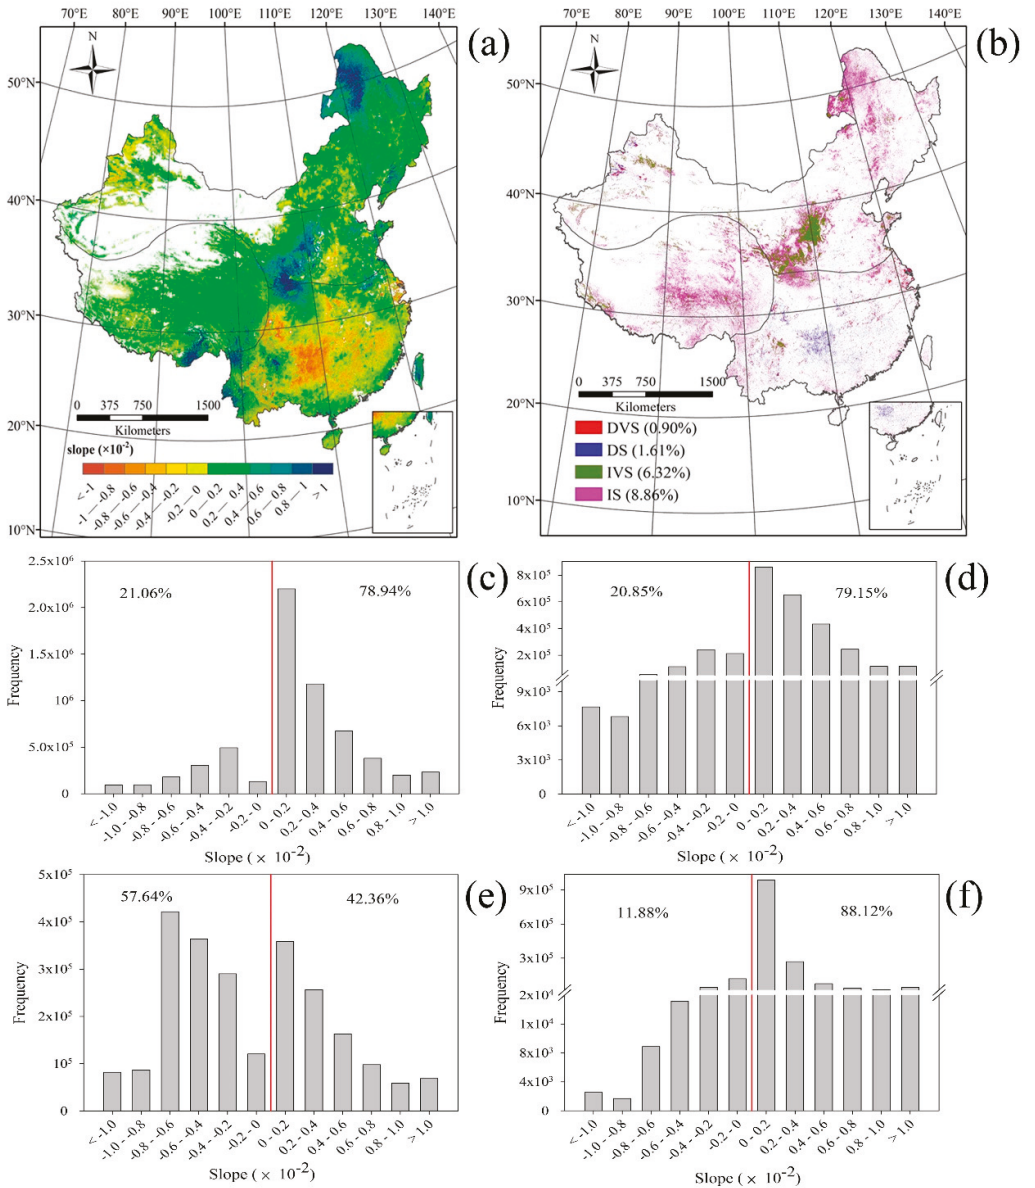 70°E 80°E 90°E 100°E 110°E 120°E 130°E 140°E
(a)
N
50°N
40°N
30°N
20°N
10°N
0 375 750 1500
Kilometers
slope (×10-2)
< -1
-1 — -0.8
-0.8 — -0.6
-0.6 — -0.4
-0.4 — -0.2
-0.2 — 0
0 — 0.2
0.2 — 0.4
0.4 — 0.6
0.6 — 0.8
0.8 — 1
> 1
70°E 80°E 90°E 100°E 110°E 120°E 130°E 140°E
(b)
N
50°N
40°N
30°N
20°N
10°N
0 375 750 1500
Kilometers
DVS (0.90%)
DS (1.61%)
IVS (6.32%)
IS (8.86%)
(c)
21.06% 78.94%
Frequency
2.5x10⁶
2.0x10⁶
1.5x10⁶
10⁶
5.0x10⁵
0
< -1.0
-1.0 - -0.8
-0.8 - -0.6
-0.6 - -0.4
-0.4 - -0.2
-0.2 - 0
0 - 0.2
0.2 - 0.4
0.4 - 0.6
0.6 - 0.8
0.8 - 1.0
> 1.0
Slope ( × 10⁻²)
(d)
20.85% 79.15%
Frequency
8x10⁵
6x10⁵
4x10⁵
2x10⁵
9x10³
6x10³
3x10³
0
< -1.0
-1.0 - -0.8
-0.8 - -0.6
-0.6 - -0.4
-0.4 - -0.2
-0.2 - 0
0 - 0.2
0.2 - 0.4
0.4 - 0.6
0.6 - 0.8
0.8 - 1.0
> 1.0
Slope ( × 10⁻²)
(e)
57.64% 42.36%
Frequency
5x10⁵
4x10⁵
3x10⁵
2x10⁵
10⁵
0
< -1.0
-1.0 - -0.8
-0.8 - -0.6
-0.6 - -0.4
-0.4 - -0.2
-0.2 - 0
0 - 0.2
0.2 - 0.4
0.4 - 0.6
0.6 - 0.8
0.8 - 1.0
> 1.0
Slope ( × 10⁻²)
(f)
11.88% 88.12%
Frequency
9x10⁵
6x10⁵
3x10⁵
2x10⁴
10⁴
8x10³
4x10³
0
< -1.0
-1.0 - -0.8
-0.8 - -0.6
-0.6 - -0.4
-0.4 - -0.2
-0.2 - 0
0 - 0.2
0.2 - 0.4
0.4 - 0.6
0.6 - 0.8
0.8 - 1.0
> 1.0
Slope ( × 10⁻²)